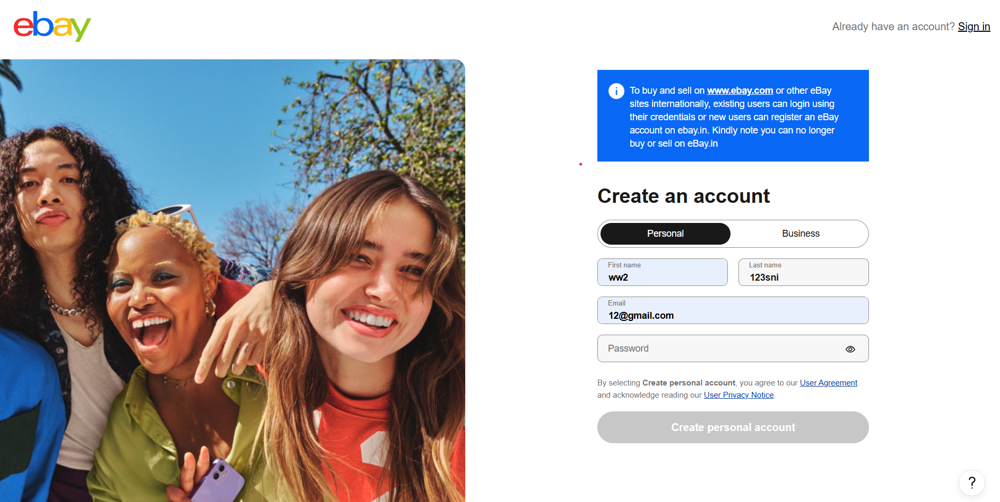 ebay
Already have an account? Sign in
To buy and sell on www.ebay.com or other eBay
sites internationally, existing users can login using
their credentials or new users can register an eBay
account on ebay.in. Kindly note you can no longer
buy or sell on eBay.in
Create an account
Personal
Business
First name
ww2
Last name
123sni
Email
12@gmail.com
Password
By selecting Create personal account, you agree to our User Agreement
and acknowledge reading our User Privacy Notice.
Create personal account
?